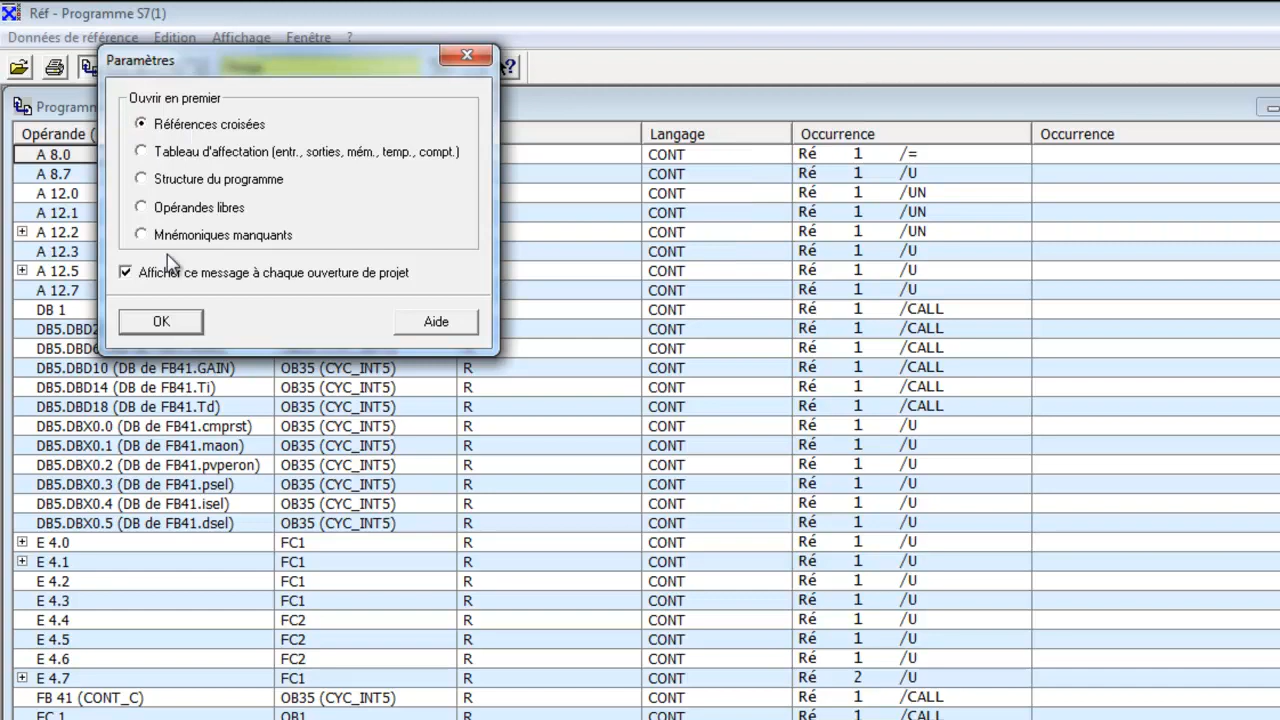 Réf - Programme S7(1)
Données de référence Edition Affichage Fenêtre ?
Paramètres
Ouvrir en premier
Références croisées
Tableau d'affectation (entr., sorties, mém., temp., compt.)
Structure du programme
Opérandes libres
Mnémoniques manquants
Afficher ce message à chaque ouverture de projet
OK Aide
Opérande ( Langage Occurrence Occurrence
A 8.0 CONT Ré 1 /=
A 8.7 CONT Ré 1 /U
A 12.0 CONT Ré 1 /UN
A 12.1 CONT Ré 1 /UN
A 12.2 CONT Ré 1 /UN
A 12.3 CONT Ré 1 /U
A 12.5 CONT Ré 1 /U
A 12.7 CONT Ré 1 /U
DB 1 CONT Ré 1 /CALL
CONT Ré 1 /CALL
CONT Ré 1 /CALL
DB5.DBD10 (DB de FB41.GAIN) OB35 (CYC_INT5) R CONT Ré 1 /CALL
DB5.DBD14 (DB de FB41.Ti) OB35 (CYC_INT5) R CONT Ré 1 /CALL
DB5.DBD18 (DB de FB41.Td) OB35 (CYC_INT5) R CONT Ré 1 /CALL
DB5.DBX0.0 (DB de FB41.cmprst) OB35 (CYC_INT5) R CONT Ré 1 /U
DB5.DBX0.1 (DB de FB41.maon) OB35 (CYC_INT5) R CONT Ré 1 /U
DB5.DBX0.2 (DB de FB41.pvperon) OB35 (CYC_INT5) R CONT Ré 1 /U
DB5.DBX0.3 (DB de FB41.psel) OB35 (CYC_INT5) R CONT Ré 1 /U
DB5.DBX0.4 (DB de FB41.isel) OB35 (CYC_INT5) R CONT Ré 1 /U
DB5.DBX0.5 (DB de FB41.dsel) OB35 (CYC_INT5) R CONT Ré 1 /U
E 4.0 FC1 R CONT Ré 1 /U
E 4.1 FC1 R CONT Ré 1 /U
E 4.2 FC1 R CONT Ré 1 /U
E 4.3 FC1 R CONT Ré 1 /U
E 4.4 FC2 R CONT Ré 1 /U
E 4.5 FC2 R CONT Ré 1 /U
E 4.6 FC2 R CONT Ré 1 /U
E 4.7 FC1 R CONT Ré 2 /U
FB 41 (CONT_C) OB35 (CYC_INT5) R CONT Ré 1 /CALL
FC 1 OB1 R CONT Ré 1 /CALL